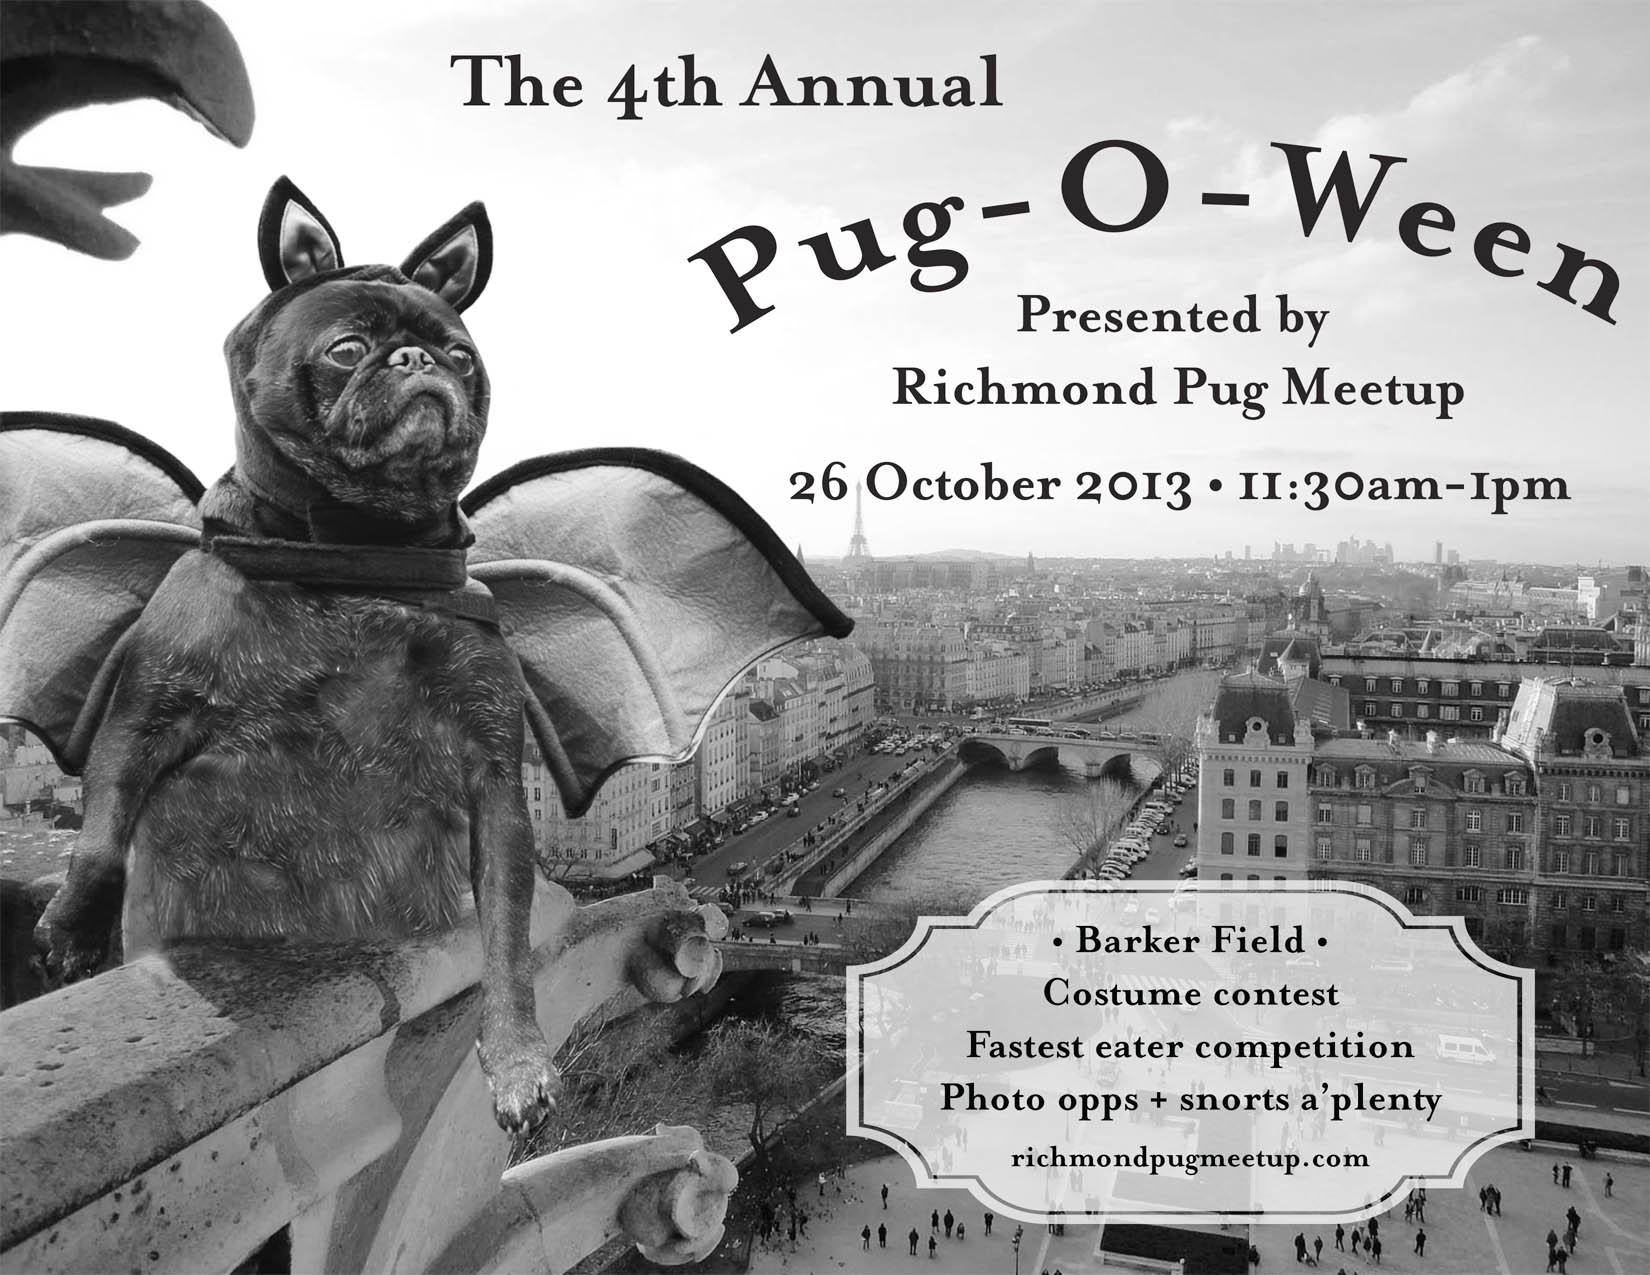 The 4th Annual
Pug-O-Ween
Presented by
Richmond Pug Meetup
26 October 2013 • 11:30am-1pm
• Barker Field •
Costume contest
Fastest eater competition
Photo opps + snorts a’plenty
richmondpugmeetup.com